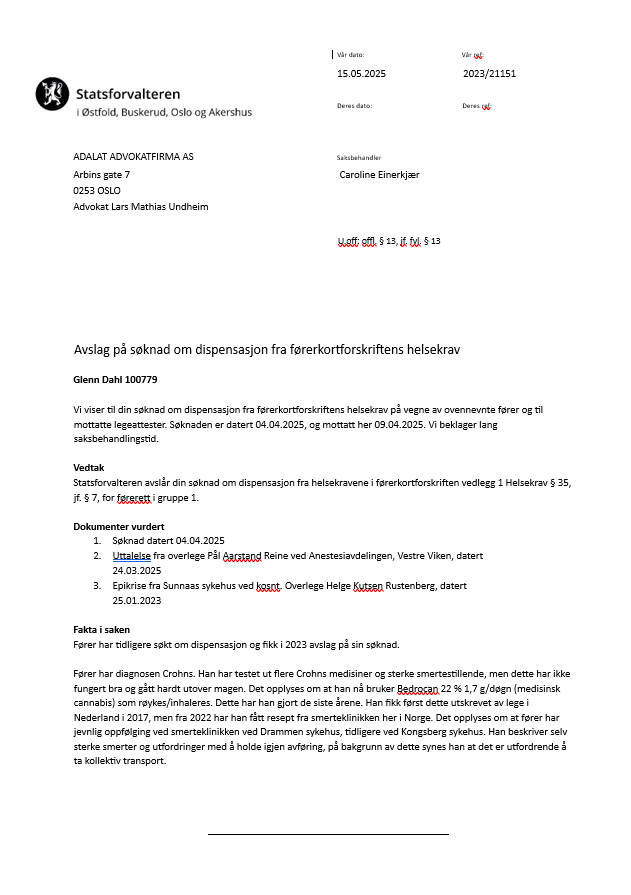 Vår dato:
Vår ref:
15.05.2025
2023/21151
Statsforvalteren
i Østfold, Buskerud, Oslo og Akershus
Deres dato:
Deres ref:
ADALAT ADVOKATFIRMA AS
Saksbehandler
Arbins gate 7
Caroline Einerkjær
0253 OSLO
Advokat Lars Mathias Undheim
U.off: offl. § 13, jf. fvl. § 13
Avslag på søknad om dispensasjon fra førerkortforskriftens helsekrav
Glenn Dahl 100779
Vi viser til din søknad om dispensasjon fra førerkortforskriftens helsekrav på vegne av ovennevnte fører og til
mottatte legeattester. Søknaden er datert 04.04.2025, og mottatt her 09.04.2025. Vi beklager lang
saksbehandlingstid.
Vedtak
Statsforvalteren avslår din søknad om dispensasjon fra helsekravene i førerkortforskriften vedlegg 1 Helsekrav § 35,
jf. § 7, for førerett i gruppe 1.
Dokumenter vurdert
1. Søknad datert 04.04.2025
2. Uttalelse fra overlege Pål Aarstand Reine ved Anestesiavdelingen, Vestre Viken, datert
24.03.2025
3. Epikrise fra Sunnaas sykehus ved kosnt. Overlege Helge Kutsen Rustenberg, datert
25.01.2023
Fakta i saken
Fører har tidligere søkt om dispensasjon og fikk i 2023 avslag på sin søknad.
Fører har diagnosen Crohns. Han har testet ut flere Crohns medisiner og sterke smertestillende, men dette har ikke
fungert bra og gått hardt utover magen. Det opplyses om at han nå bruker Bedrocan 22 % 1,7 g/døgn (medisinsk
cannabis) som røykes/inhaleres. Dette har han gjort de siste årene. Han fikk først dette utskrevet av lege i
Nederland i 2017, men fra 2022 har han fått resept fra smerteklinikken her i Norge. Det opplyses om at fører har
jevnlig oppfølging ved smerteklinikken ved Drammen sykehus, tidligere ved Kongsberg sykehus. Han beskriver selv
sterke smerter og utfordringer med å holde igjen avføring, på bakgrunn av dette synes han at det er utfordrende å
ta kollektiv transport.